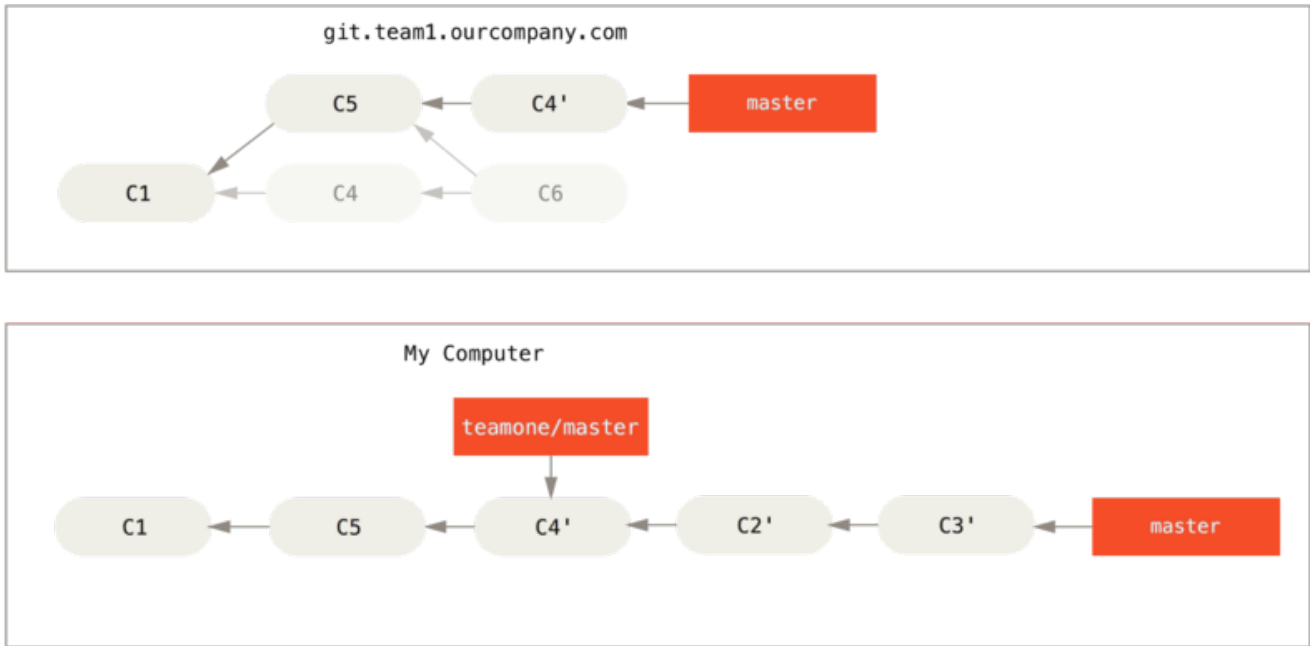 git.team1.ourcompany.com
C5 C4' master
C1 C4 C6
My Computer
teamone/master
C1 C5 C4' C2' C3' master